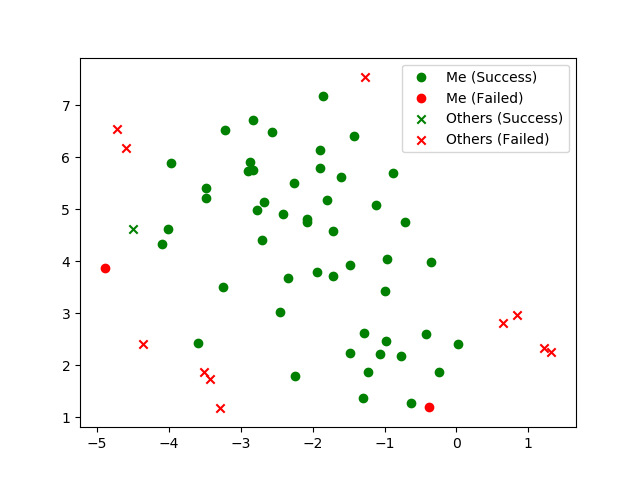 Me (Success)
Me (Failed)
Others (Success)
Others (Failed)
7
6
5
4
3
2
1
−5 −4 −3 −2 −1 0 1